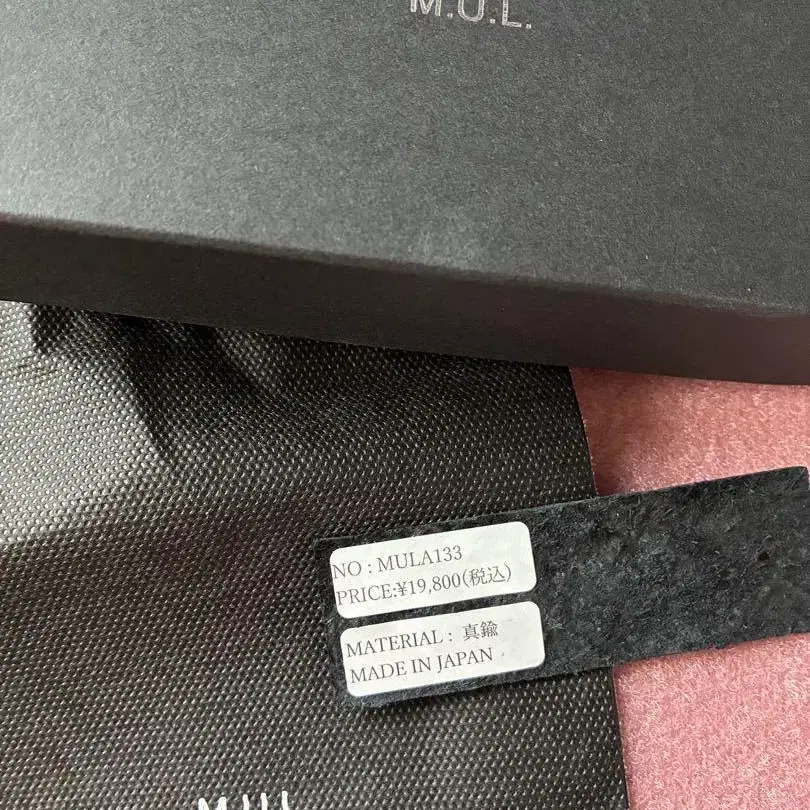 M.U.L.
NO : MULA133
PRICE:¥19,800(税込)
MATERIAL : 真鍮
MADE IN JAPAN
M.U.L